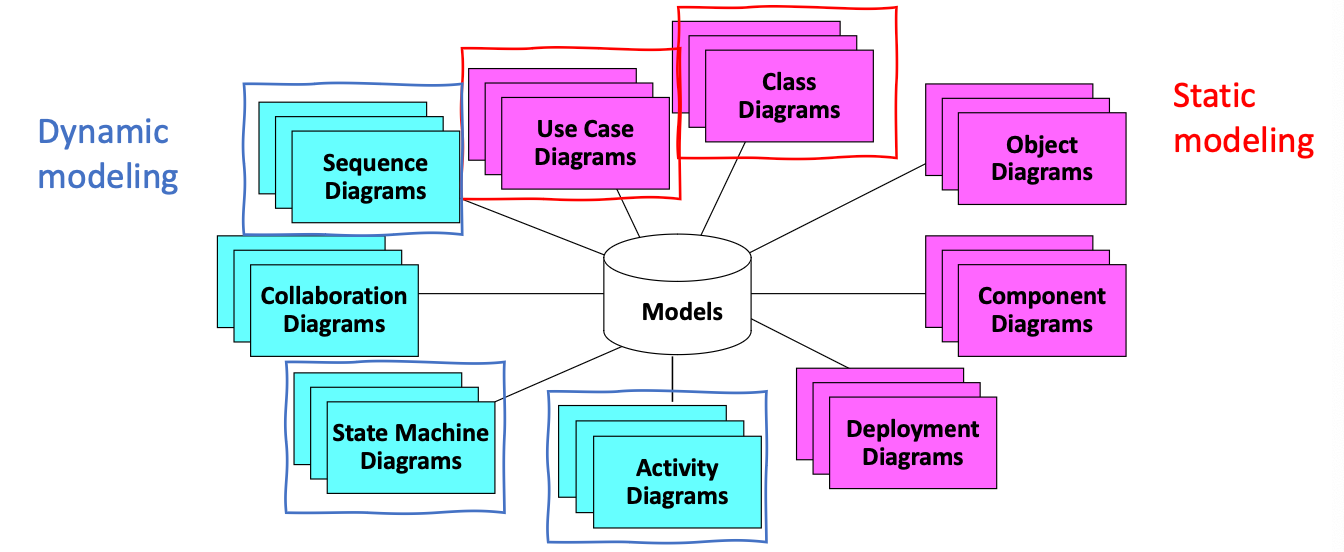 Dynamic
modeling
Sequence
Diagrams
Use Case
Diagrams
Class
Diagrams
Object
Diagrams
Static
modeling
Collaboration
Diagrams
Models
Component
Diagrams
State Machine
Diagrams
Activity
Diagrams
Deployment
Diagrams